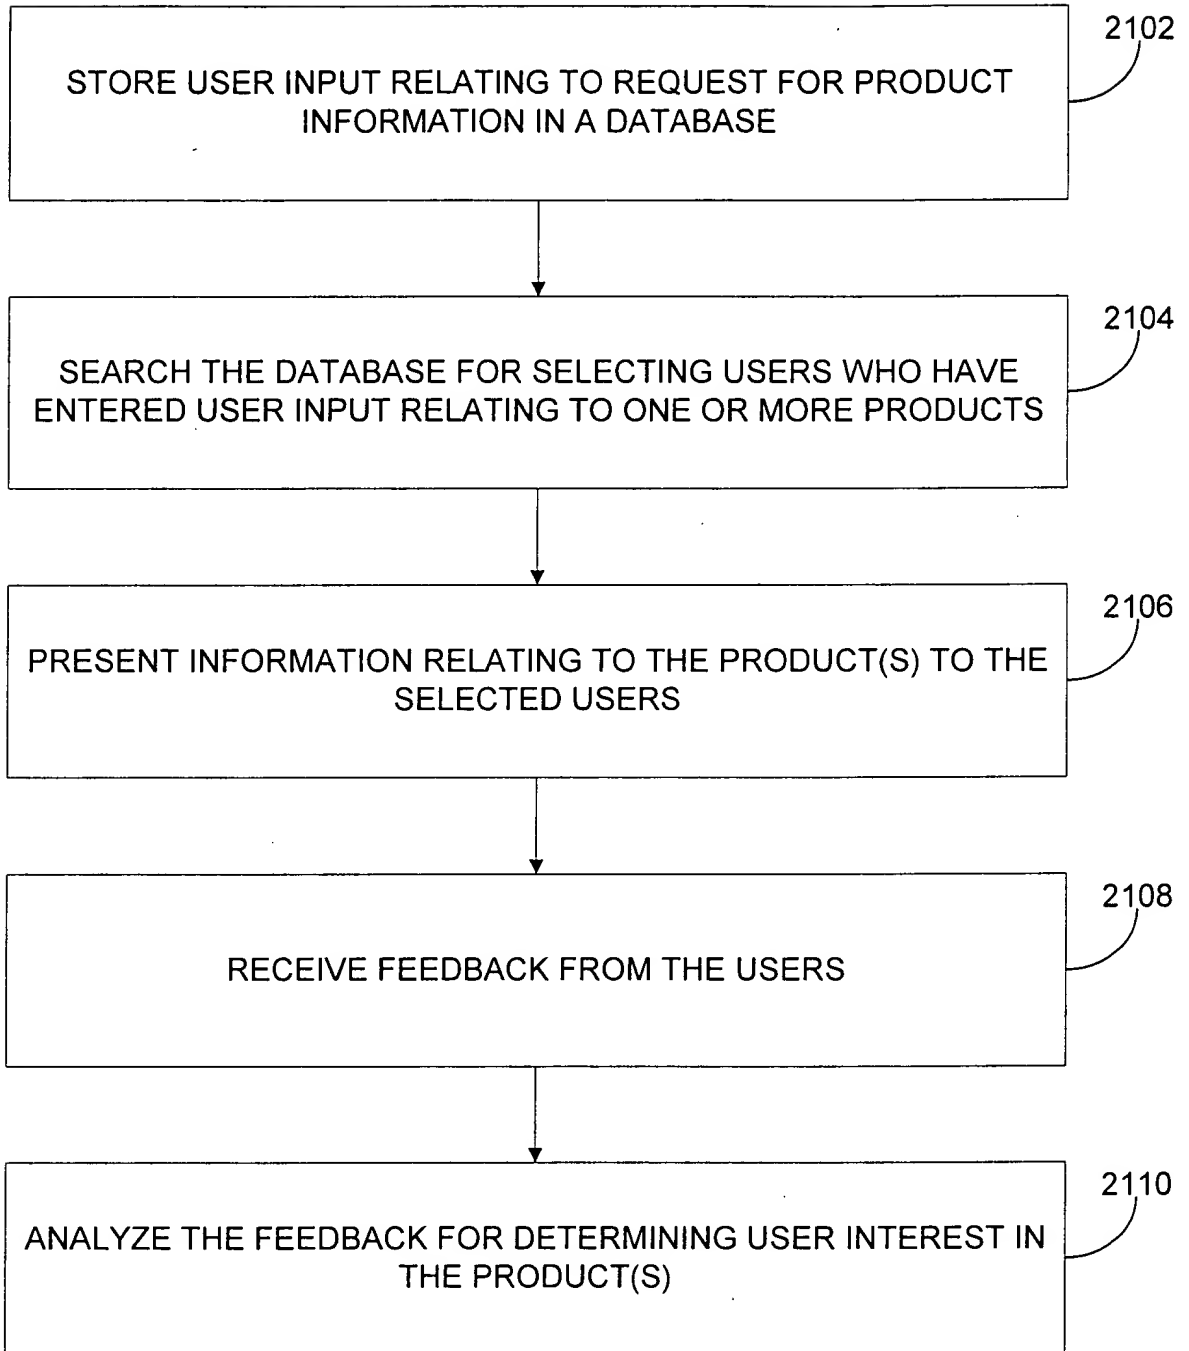 2102
STORE USER INPUT RELATING TO REQUEST FOR PRODUCT
INFORMATION IN A DATABASE
2104
SEARCH THE DATABASE FOR SELECTING USERS WHO HAVE
ENTERED USER INPUT RELATING TO ONE OR MORE PRODUCTS
2106
PRESENT INFORMATION RELATING TO THE PRODUCT(S) TO THE
SELECTED USERS
2108
RECEIVE FEEDBACK FROM THE USERS
2110
ANALYZE THE FEEDBACK FOR DETERMINING USER INTEREST IN
THE PRODUCT(S)